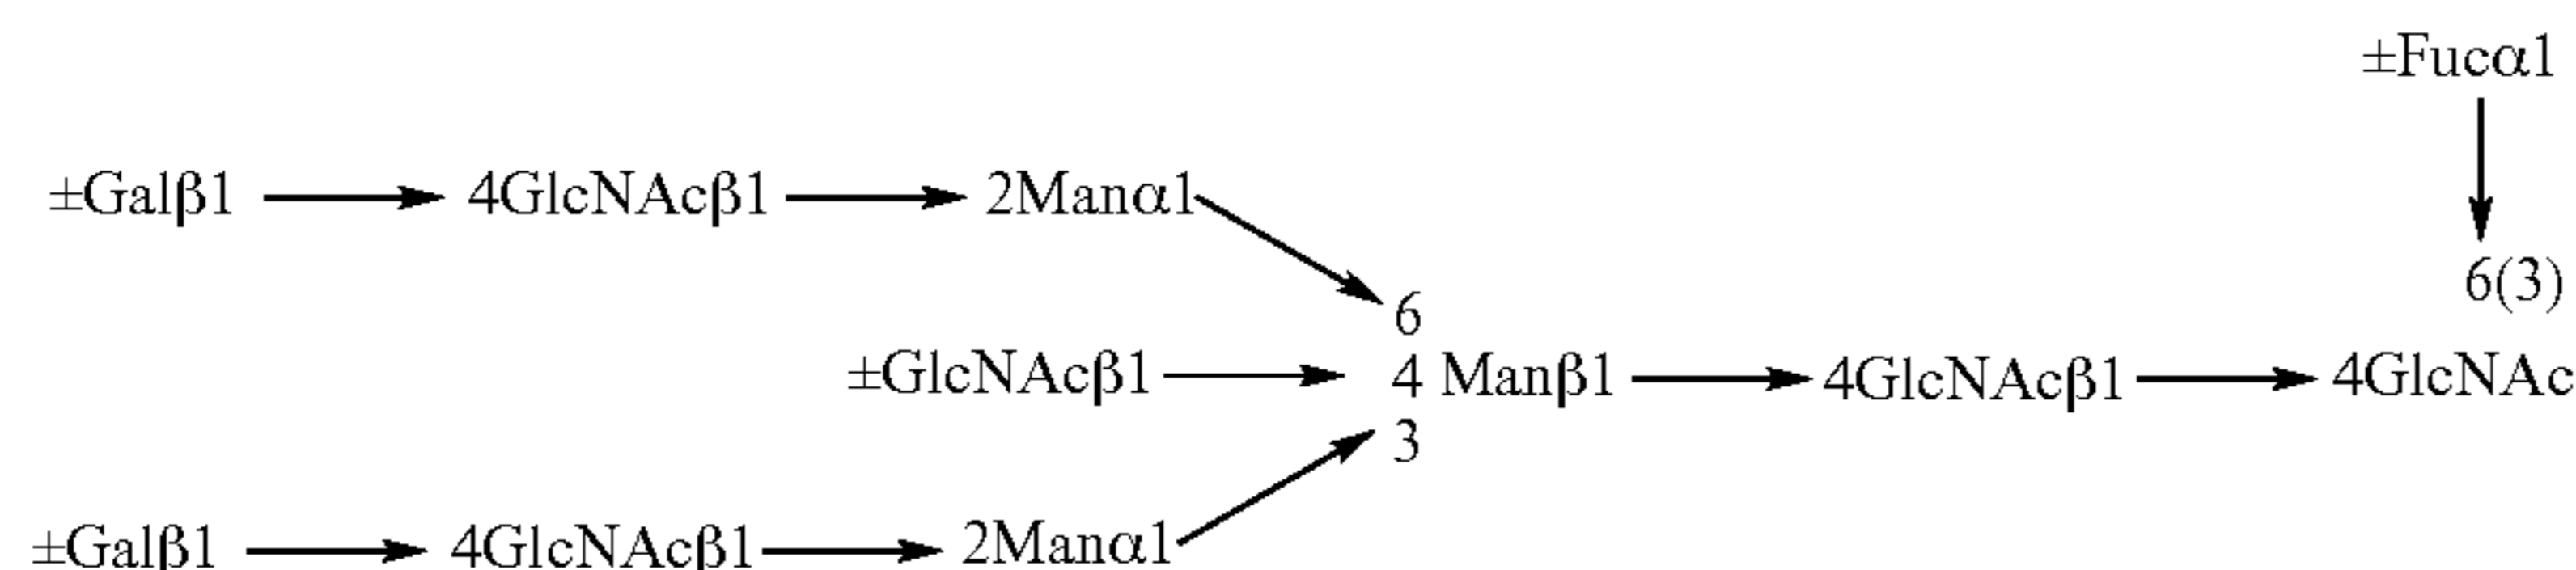 ±Fucα1
±Galβ1 4GlcNAcβ1 2Manα1
6(3)
6
±GlcNAcβ1 4 Manβ1 4GlcNAcβ1 4GlcNAc
3
±Galβ1 4GlcNAcβ1 2Manα1